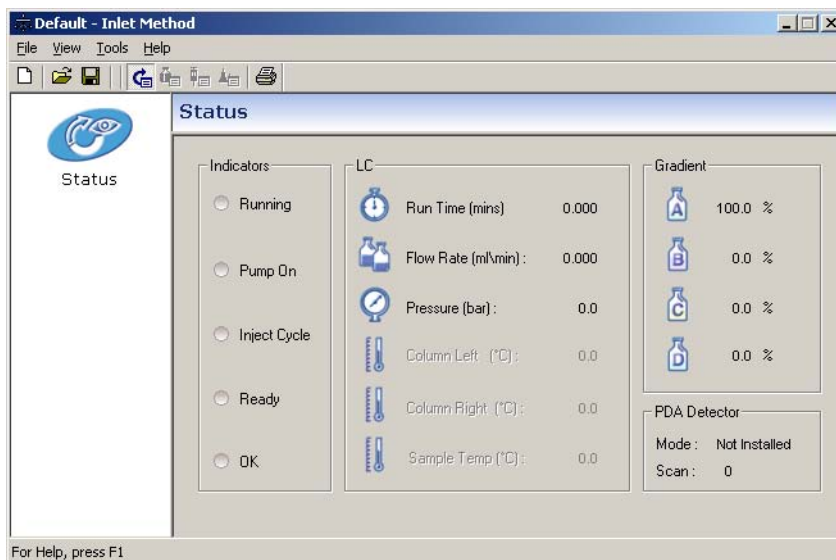 Default - Inlet Method
File View Tools Help
Status
Status
Indicators
Running
Pump On
Inject Cycle
Ready
OK
LC
Run Time (mins) 0.000
Flow Rate (ml\min) : 0.000
Pressure (bar) : 0.0
Column Left (°C) : 0.0
Column Right (°C) : 0.0
Sample Temp (°C) : 0.0
Gradient
A 100.0 %
B 0.0 %
C 0.0 %
D 0.0 %
PDA Detector
Mode : Not Installed
Scan : 0
For Help, press F1